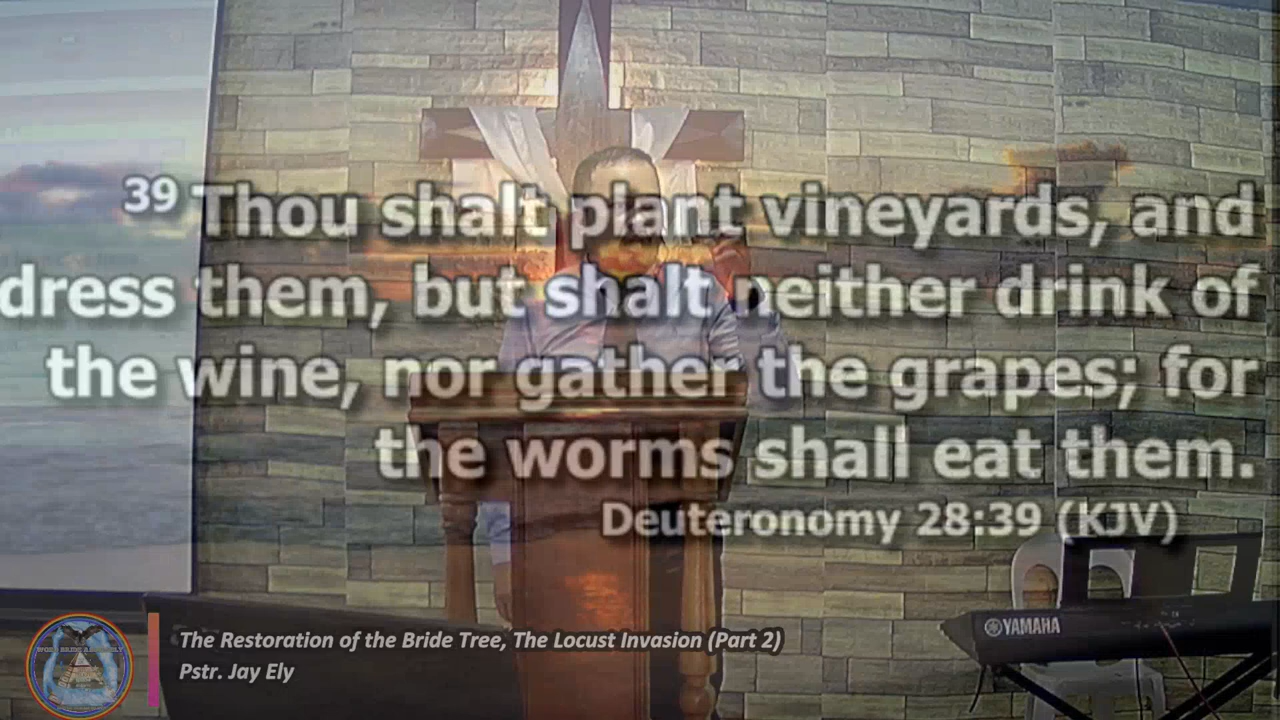 39 Thou shalt plant vineyards, and
dress them, but shalt neither drink of
the wine, nor gather the grapes; for
the worms shall eat them.
Deuteronomy 28:39 (KJV)
YAMAHA
The Restoration of the Bride Tree, The Locust Invasion (Part 2)
Pstr. Jay Ely